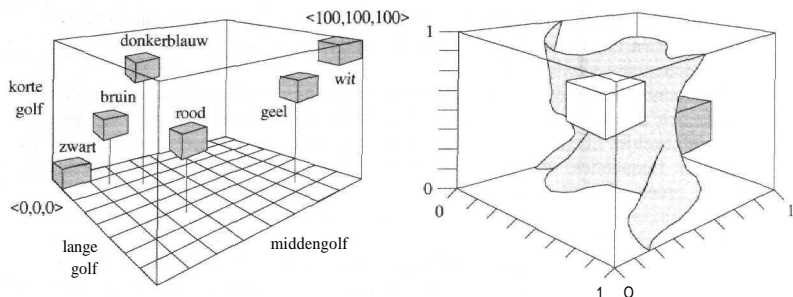 donkerblauw
<100,100,100>
korte
golf
bruin
rood
geel
wit
zwart
<0,0,0>
lange
golf
middengolf
1
0
0
1
1 0